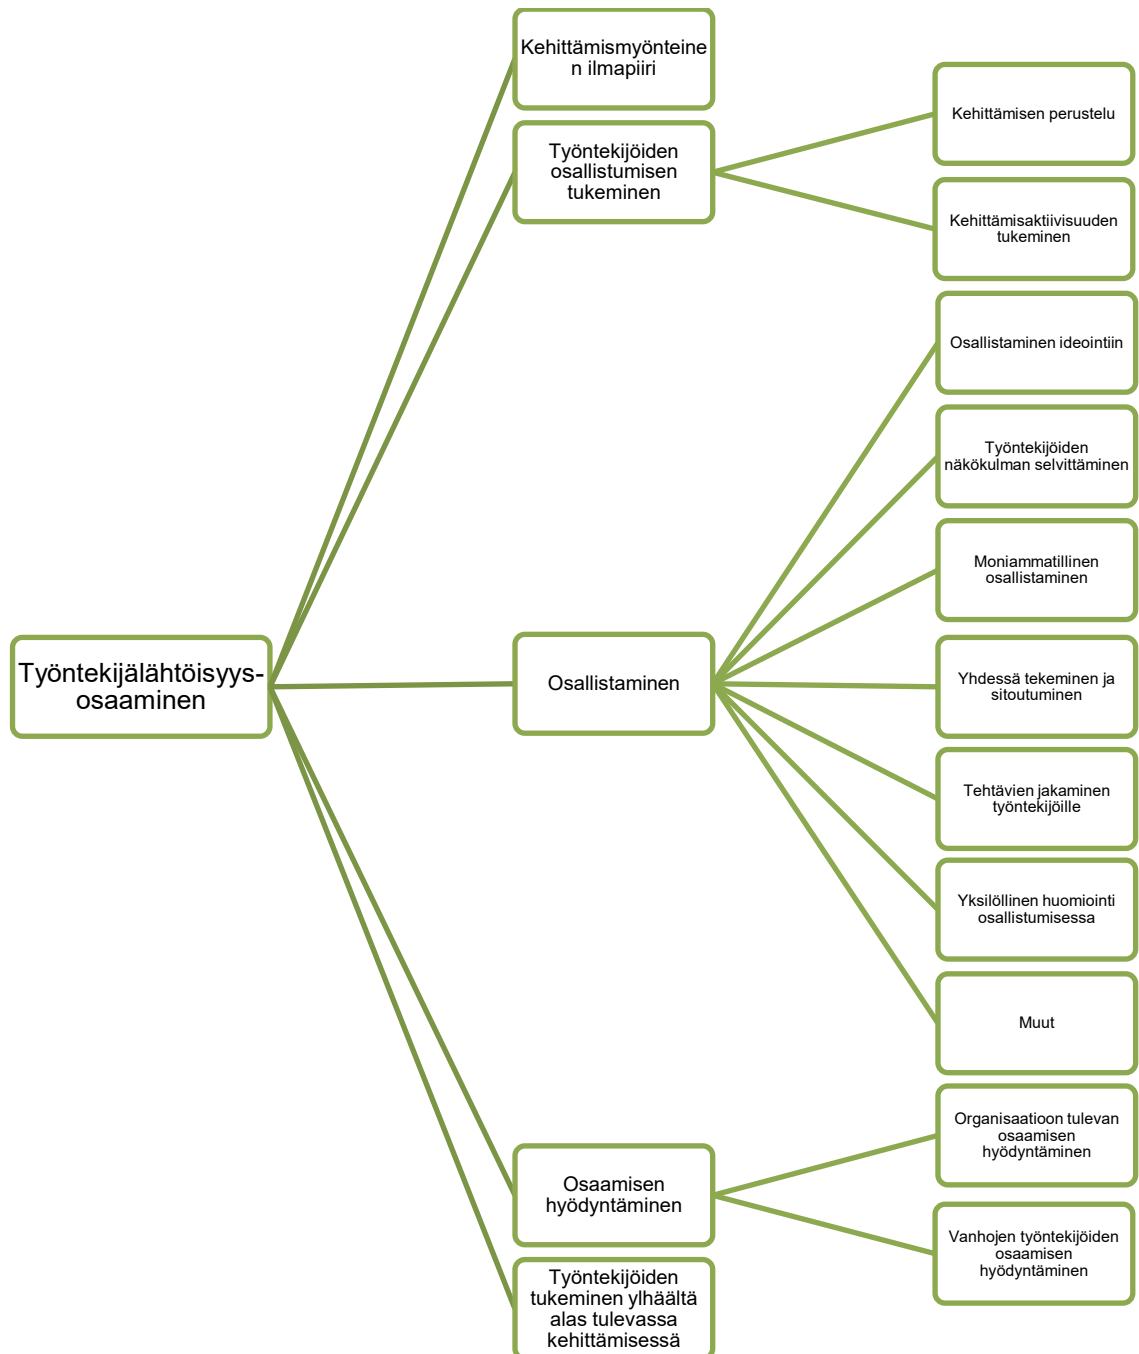 Kehittämismyönteine
n ilmapiiri
Työntekijöiden
osallistumisen
tukeminen
Kehittämisen perustelu
Kehittämisaktiivisuuden
tukeminen
Työntekijälähtöisyys-
osaaminen
Osallistaminen
Osallistaminen ideointiin
Työntekijöiden
näkökulman selvittäminen
Moniammatillinen
osallistaminen
Yhdessä tekeminen ja
sitoutuminen
Tehtävien jakaminen
työntekijöille
Yksilöllinen huomiointi
osallistumisessa
Muut
Osaamisen
hyödyntäminen
Organisaatioon tulevan
osaamisen
hyödyntäminen
Vanhojen työntekijöiden
osaamisen
hyödyntäminen
Työntekijöiden
tukeminen ylhäältä
alas tulevassa
kehittämisessä